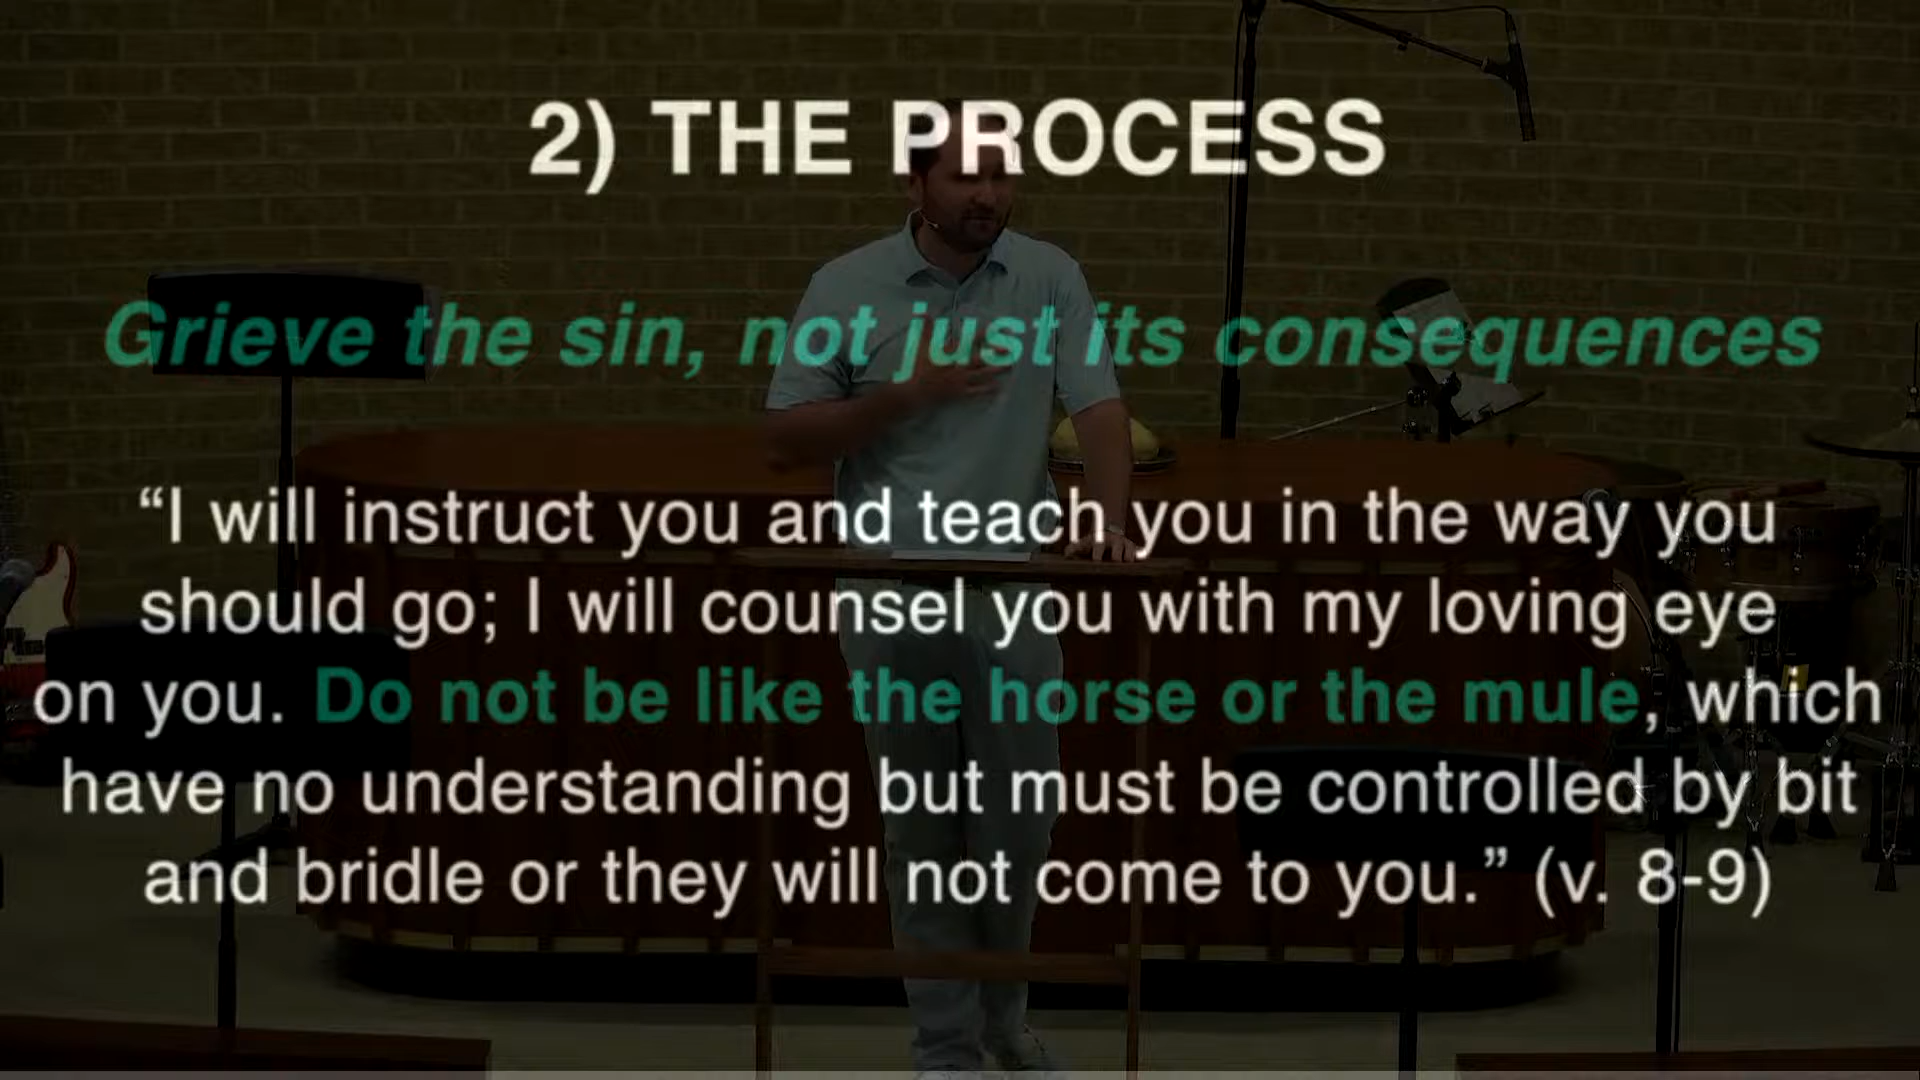 2) THE PROCESS
Grieve the sin, not just its consequences
“I will instruct you and teach you in the way you
should go; I will counsel you with my loving eye
on you. Do not be like the horse or the mule, which
have no understanding but must be controlled by bit
and bridle or they will not come to you.” (v. 8-9)